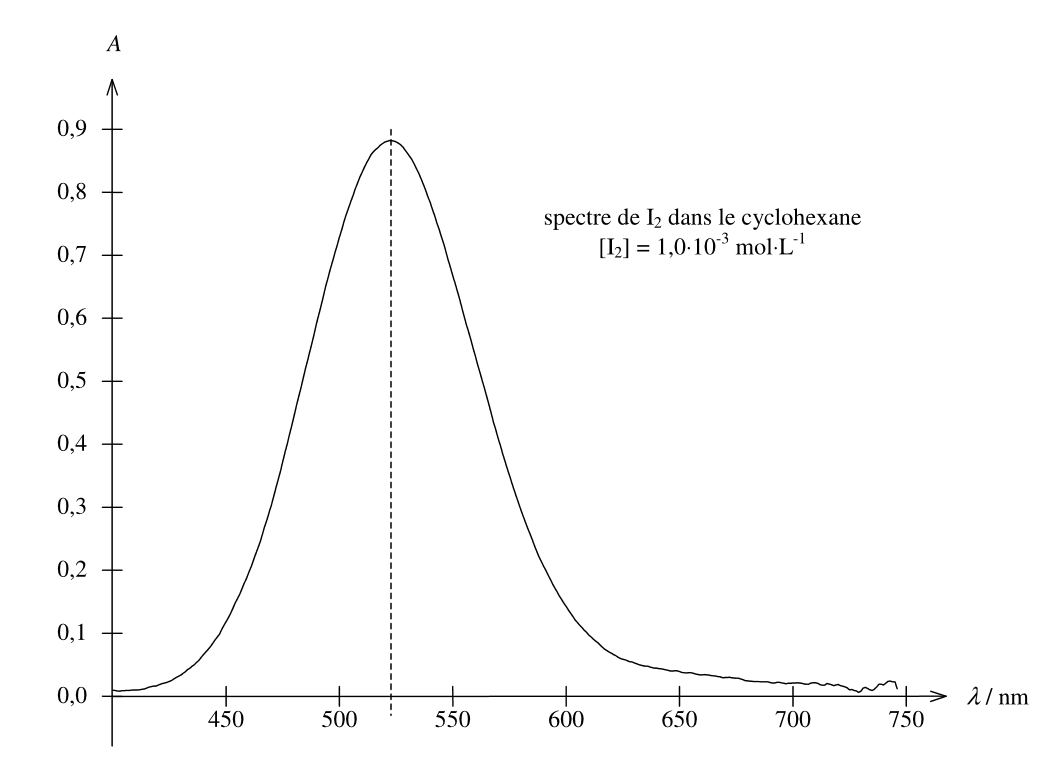 A
0,9
0,8
0,7
0,6
0,5
0,4
0,3
0,2
0,1
0,0
spectre de I₂ dans le cyclohexane
[I₂] = 1,0·10⁻³ mol·L⁻¹
450 500 550 600 650 700 750
λ / nm